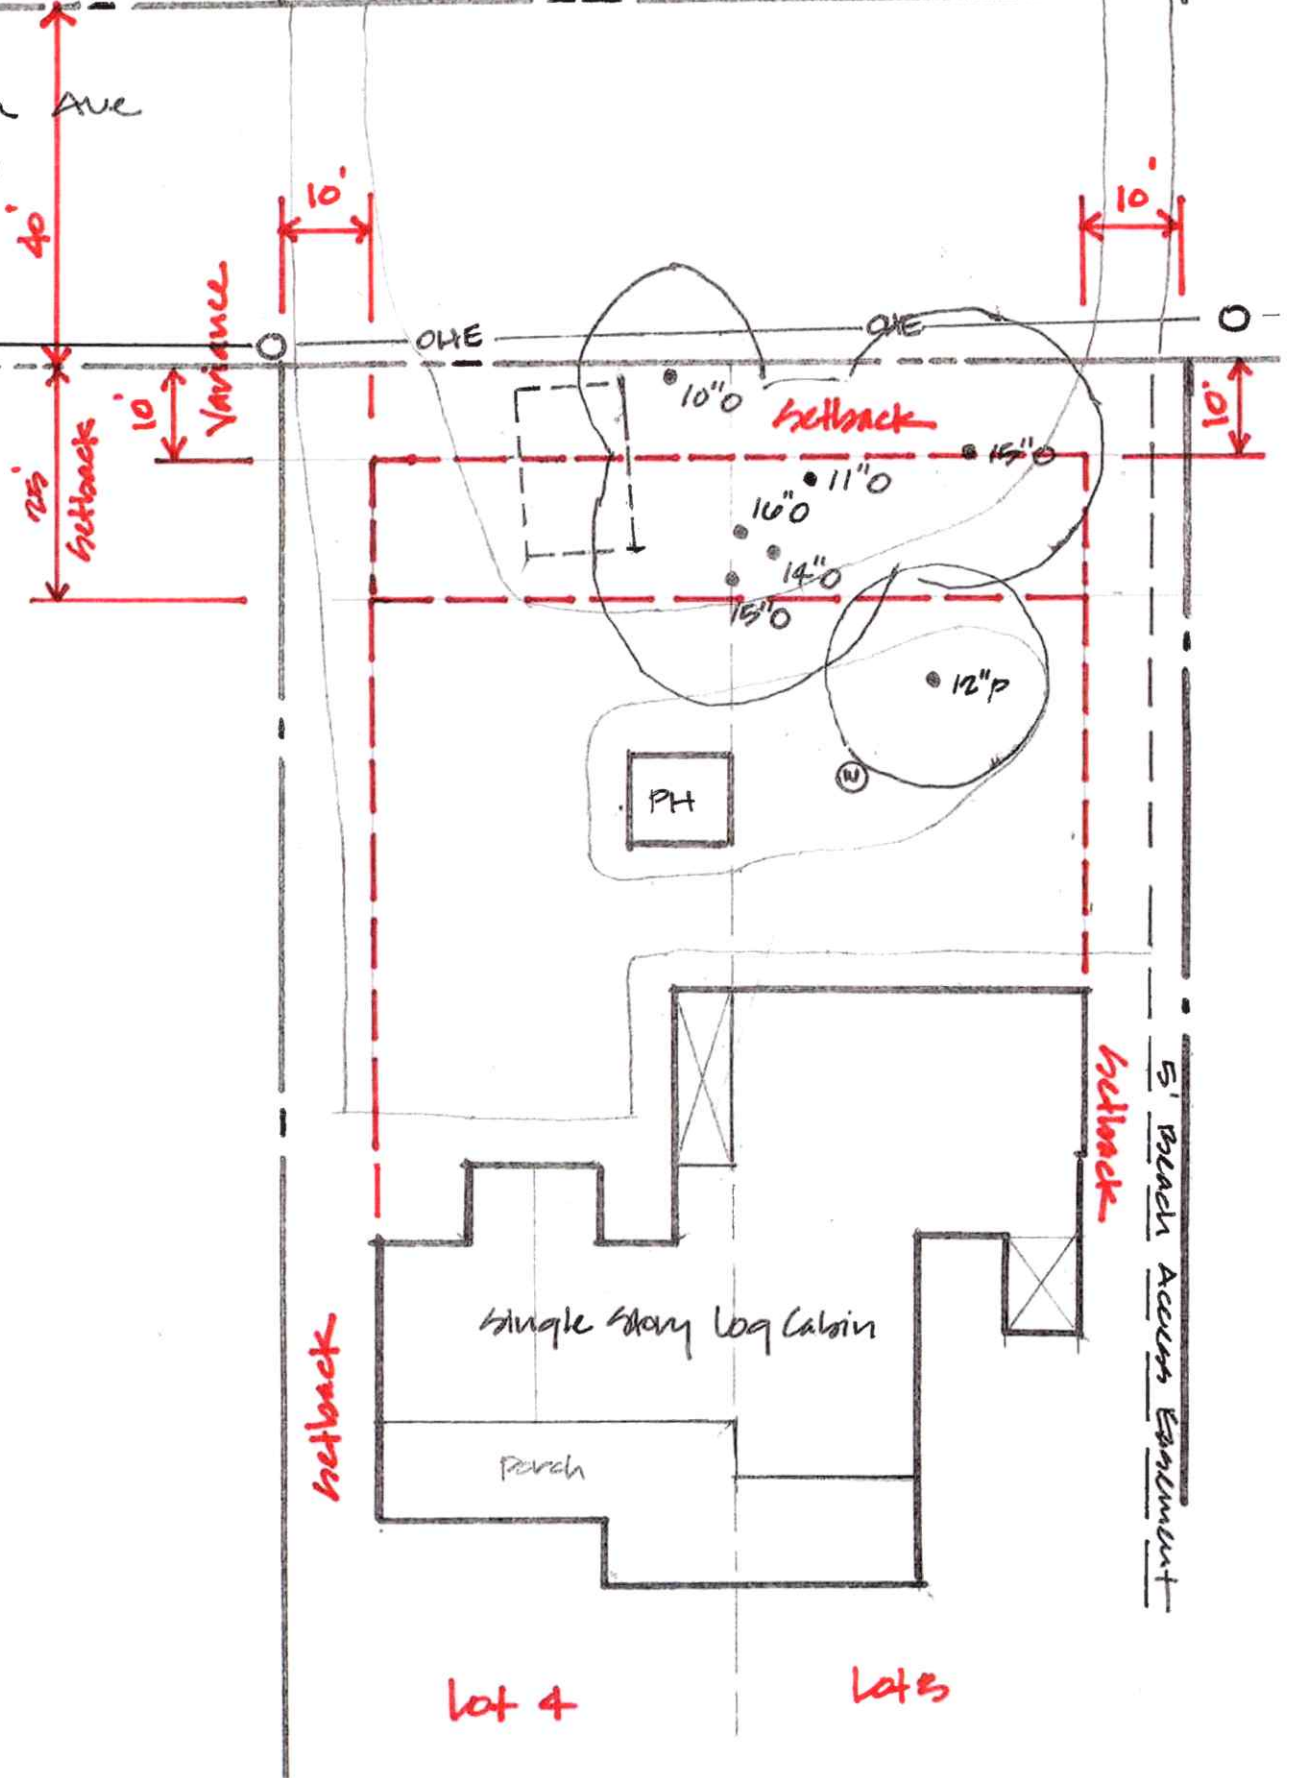 Ave
40'
10'
10'
Variance
OHE
OHE
10'
25'
Setback
10"O
Setback
15"O
11"O
16"O
14"O
15"O
10'
12"P
W
PH
Setback
5' Beach Access Easement
Single Story Log Cabin
Setback
Porch
Lot 4
Lot